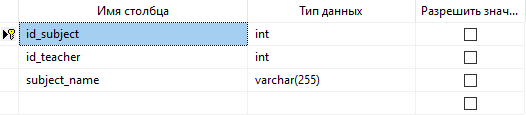 Имя столбца Тип данных Разрешить знач...
id_subject int
id_teacher int
subject_name varchar(255)